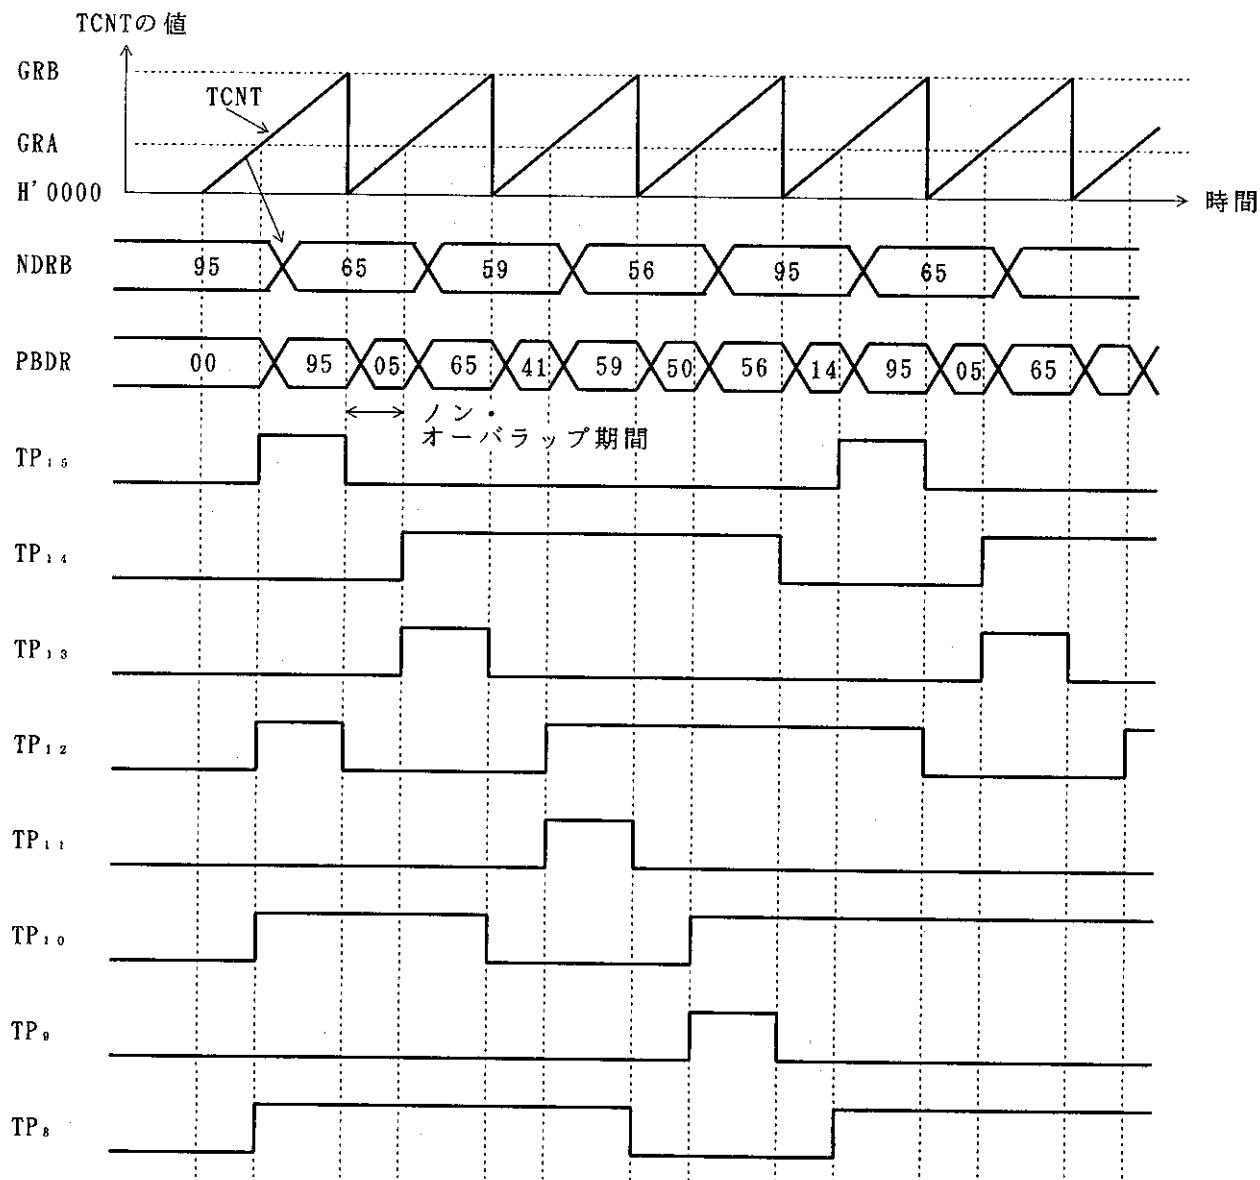 TCNTの値
GRB
TCNT
GRA
H'0000
時間
NDRB 95 65 59 56 95 65
PBDR 00 95 05 65 41 59 50 56 14 95 05 65
ノン・
オーバラップ期間
TP₁₅
TP₁₄
TP₁₃
TP₁₂
TP₁₁
TP₁₀
TP₉
TP₈